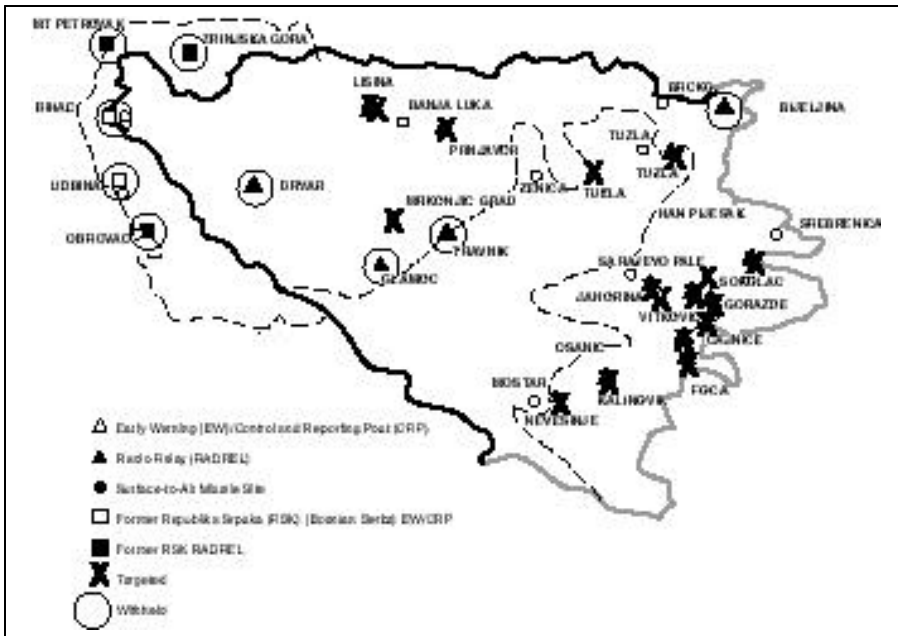 MT PETROVAK
ZRINJSKA GORA
LISINA
BANJA LUKA
BRCKO
BIJELJINA
BIHAC
PRNJAVOR
TUZLA
TUZLA
ZENICA
UDBINA
DRVAR
MRKONJIC GRAD
HAN PIJESAK
SREBRENICA
OBROVAC
TRAVNIK
GLAMOC
SARAJEVO PALE
SOKOLAC
JAHORINA
GORAZDE
VITKOVICI
CAJNICE
OSANIC
FOCA
MOSTAR
KALINOVIK
NEVESINJE
Early Warning (EW)/Control and Reporting Post (CRP)
Radio Relay (RADREL)
Surface-to-Air Missile Site
Former Republika Srpska (RSK) (Bosnian Serbs) EW/CRP
Former RSK RADREL
Targeted
Withheld